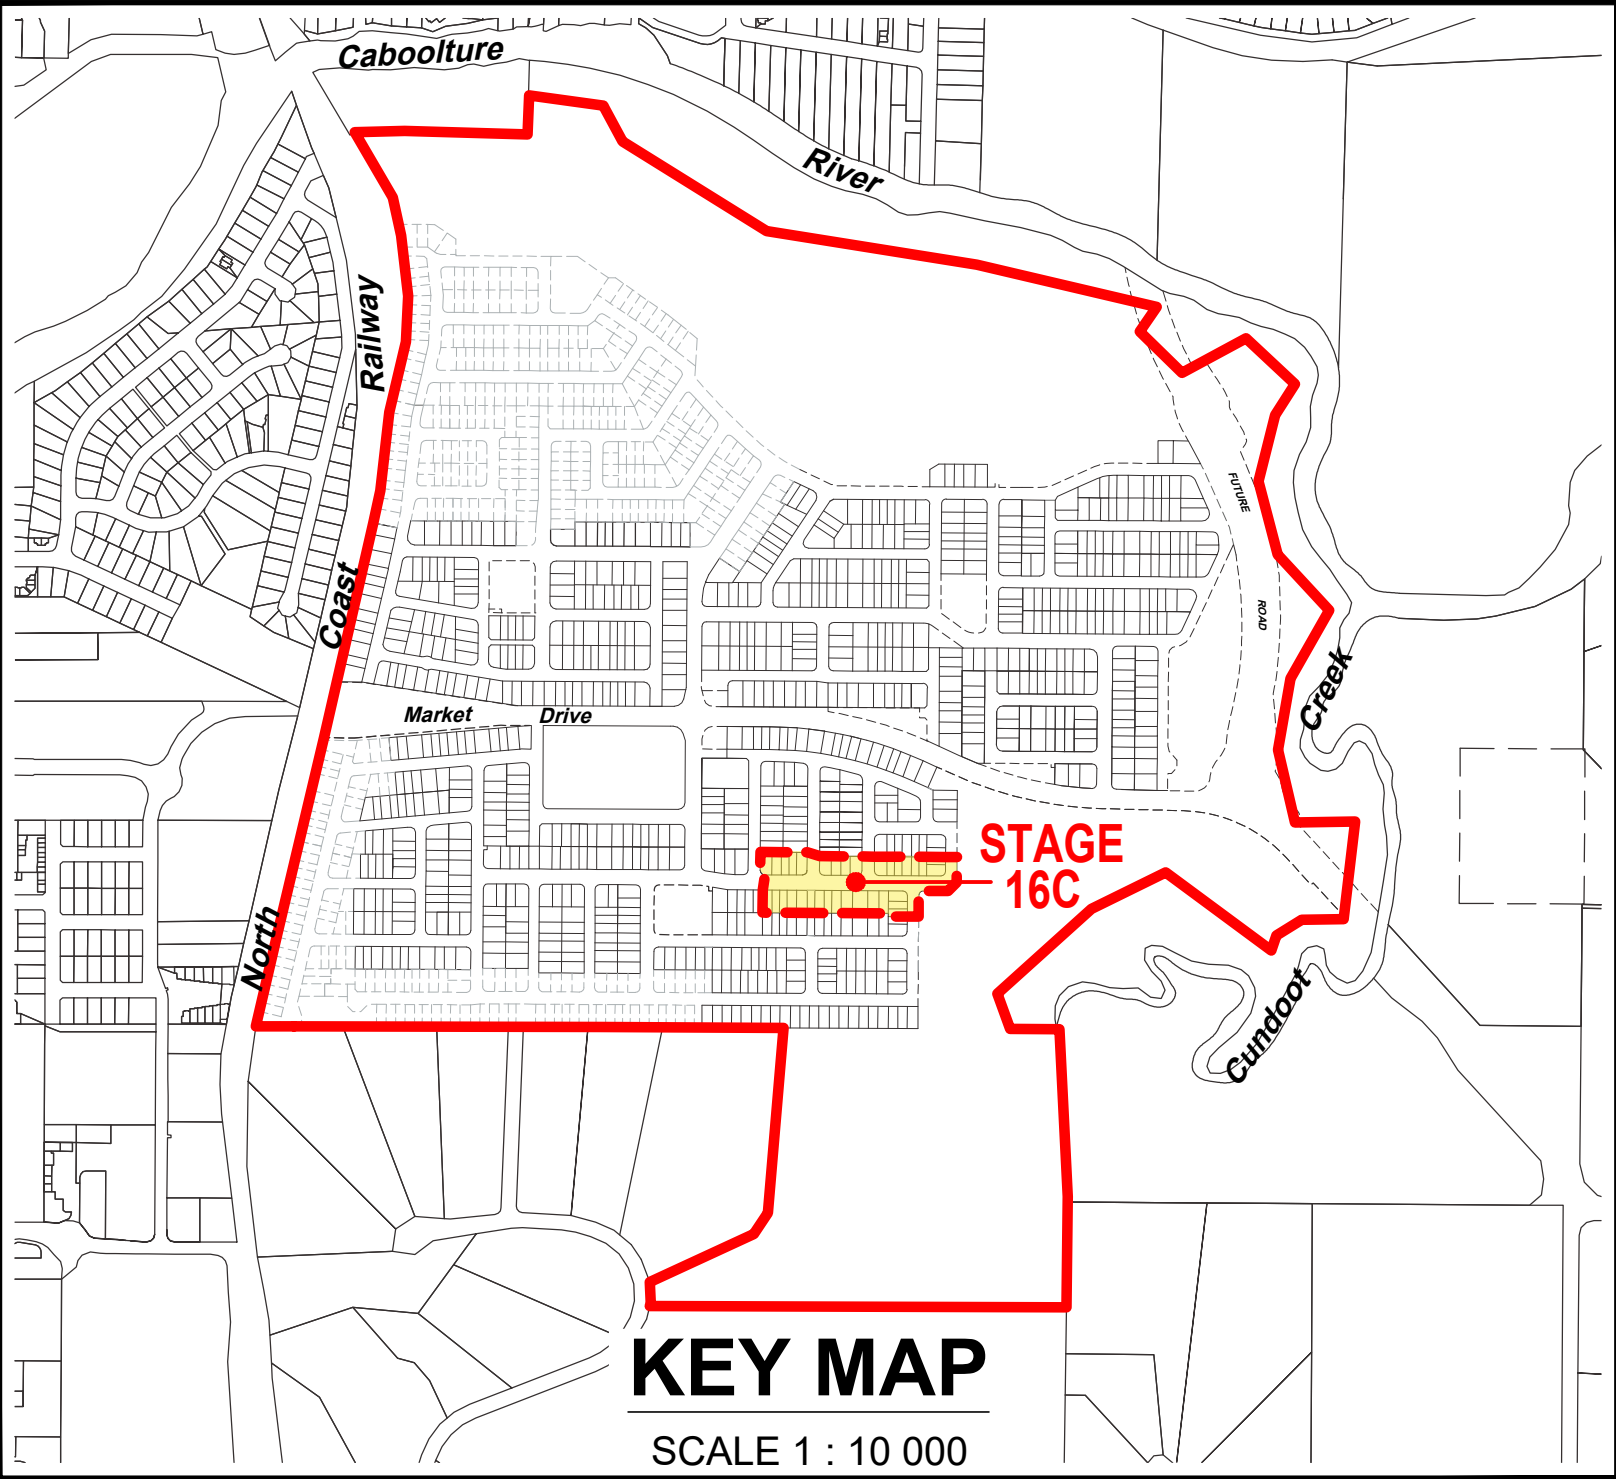 Caboolture
River
Railway
FUTURE
Coast
ROAD
Creek
Market Drive
STAGE
16C
North
Cundoot
KEY MAP
SCALE 1 : 10 000